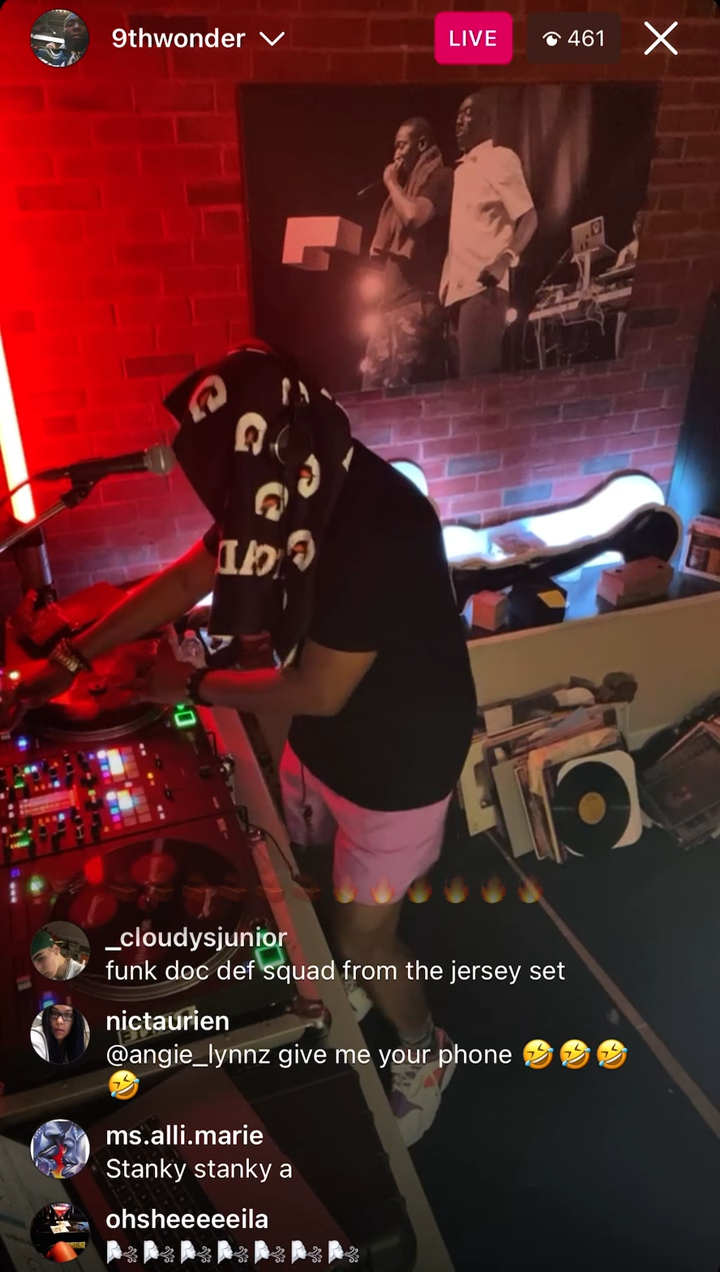 9thwonder
LIVE
461
_cloudysjunior
funk doc def squad from the jersey set
nictaurien
@angie_lynnz give me your phone 🤣🤣🤣
🤣
ms.alli.marie
Stanky stanky a
ohsheeeeeila
🌬🌬🌬🌬🌬🌬🌬